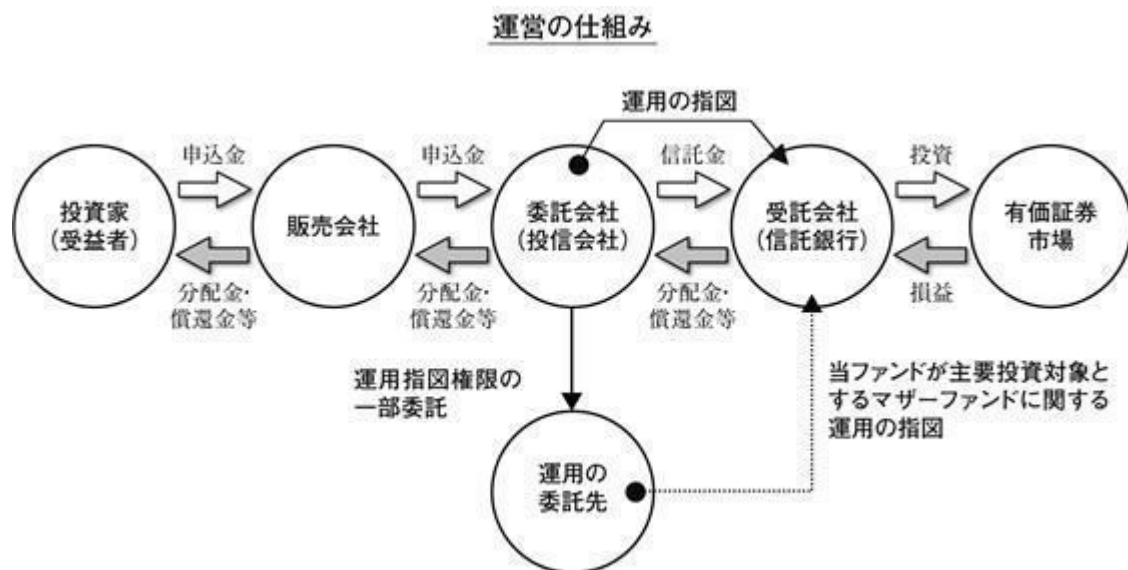 運営の仕組み
運用の指図
申込金
申込金
信託金
投資
投資家
(受益者)
販売会社
委託会社
(投信会社)
受託会社
(信託銀行)
有価証券
市場
分配金・
償還金等
分配金・
償還金等
分配金・
償還金等
損益
運用指図権限の
一部委託
当ファンドが主要投資対象と
するマザーファンドに関する
運用の指図
運用の
委託先